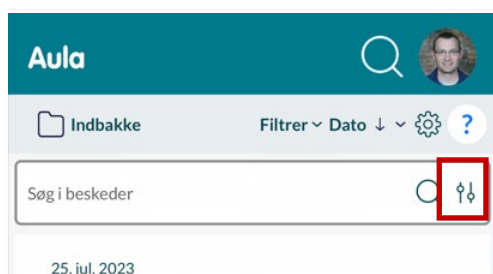 Aula
Indbakke Filtrer Dato ↓ ?
Søg i beskeder
25. jul. 2023